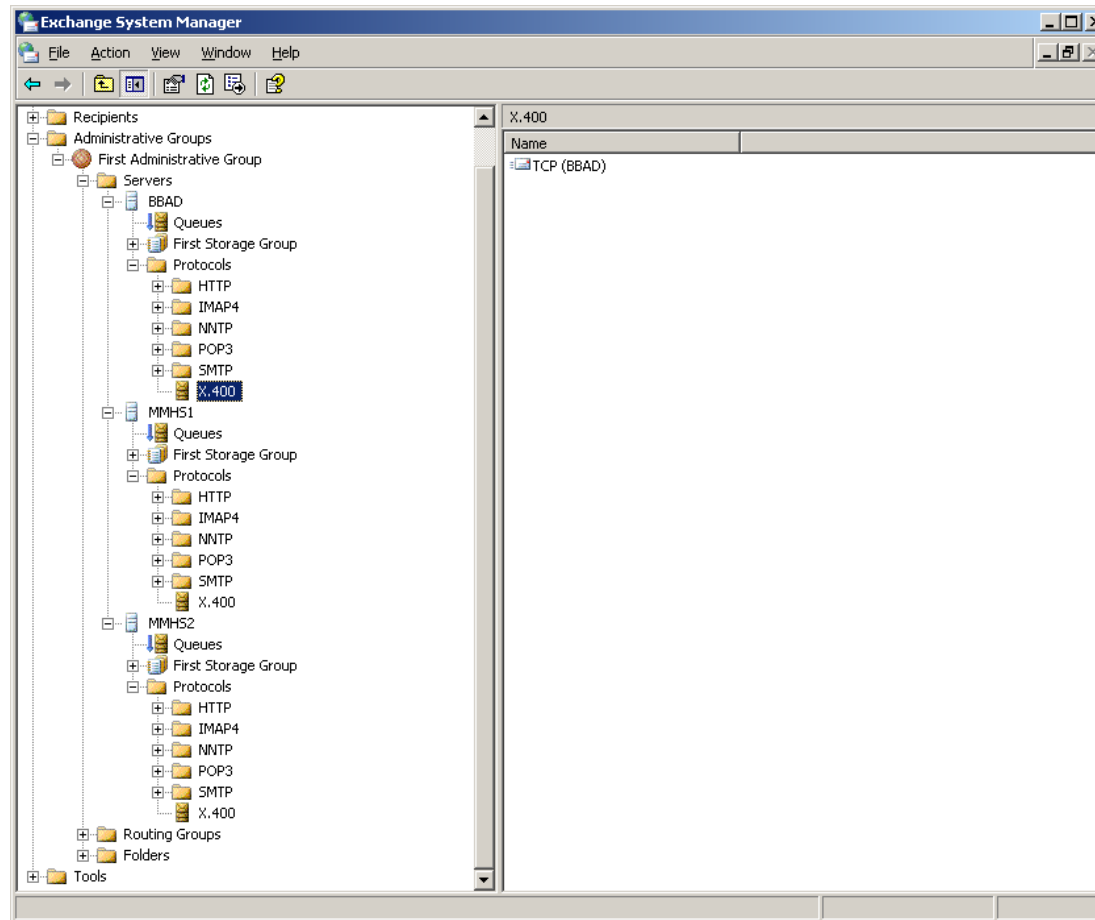 Exchange System Manager
File Action View Window Help
Recipients
Administrative Groups
First Administrative Group
Servers
BBAD
Queues
First Storage Group
Protocols
HTTP
IMAP4
NNTP
POP3
SMTP
X.400
MMHS1
Queues
First Storage Group
Protocols
HTTP
IMAP4
NNTP
POP3
SMTP
X.400
MMHS2
Queues
First Storage Group
Protocols
HTTP
IMAP4
NNTP
POP3
SMTP
X.400
Routing Groups
Folders
Tools
X.400
Name
TCP (BBAD)